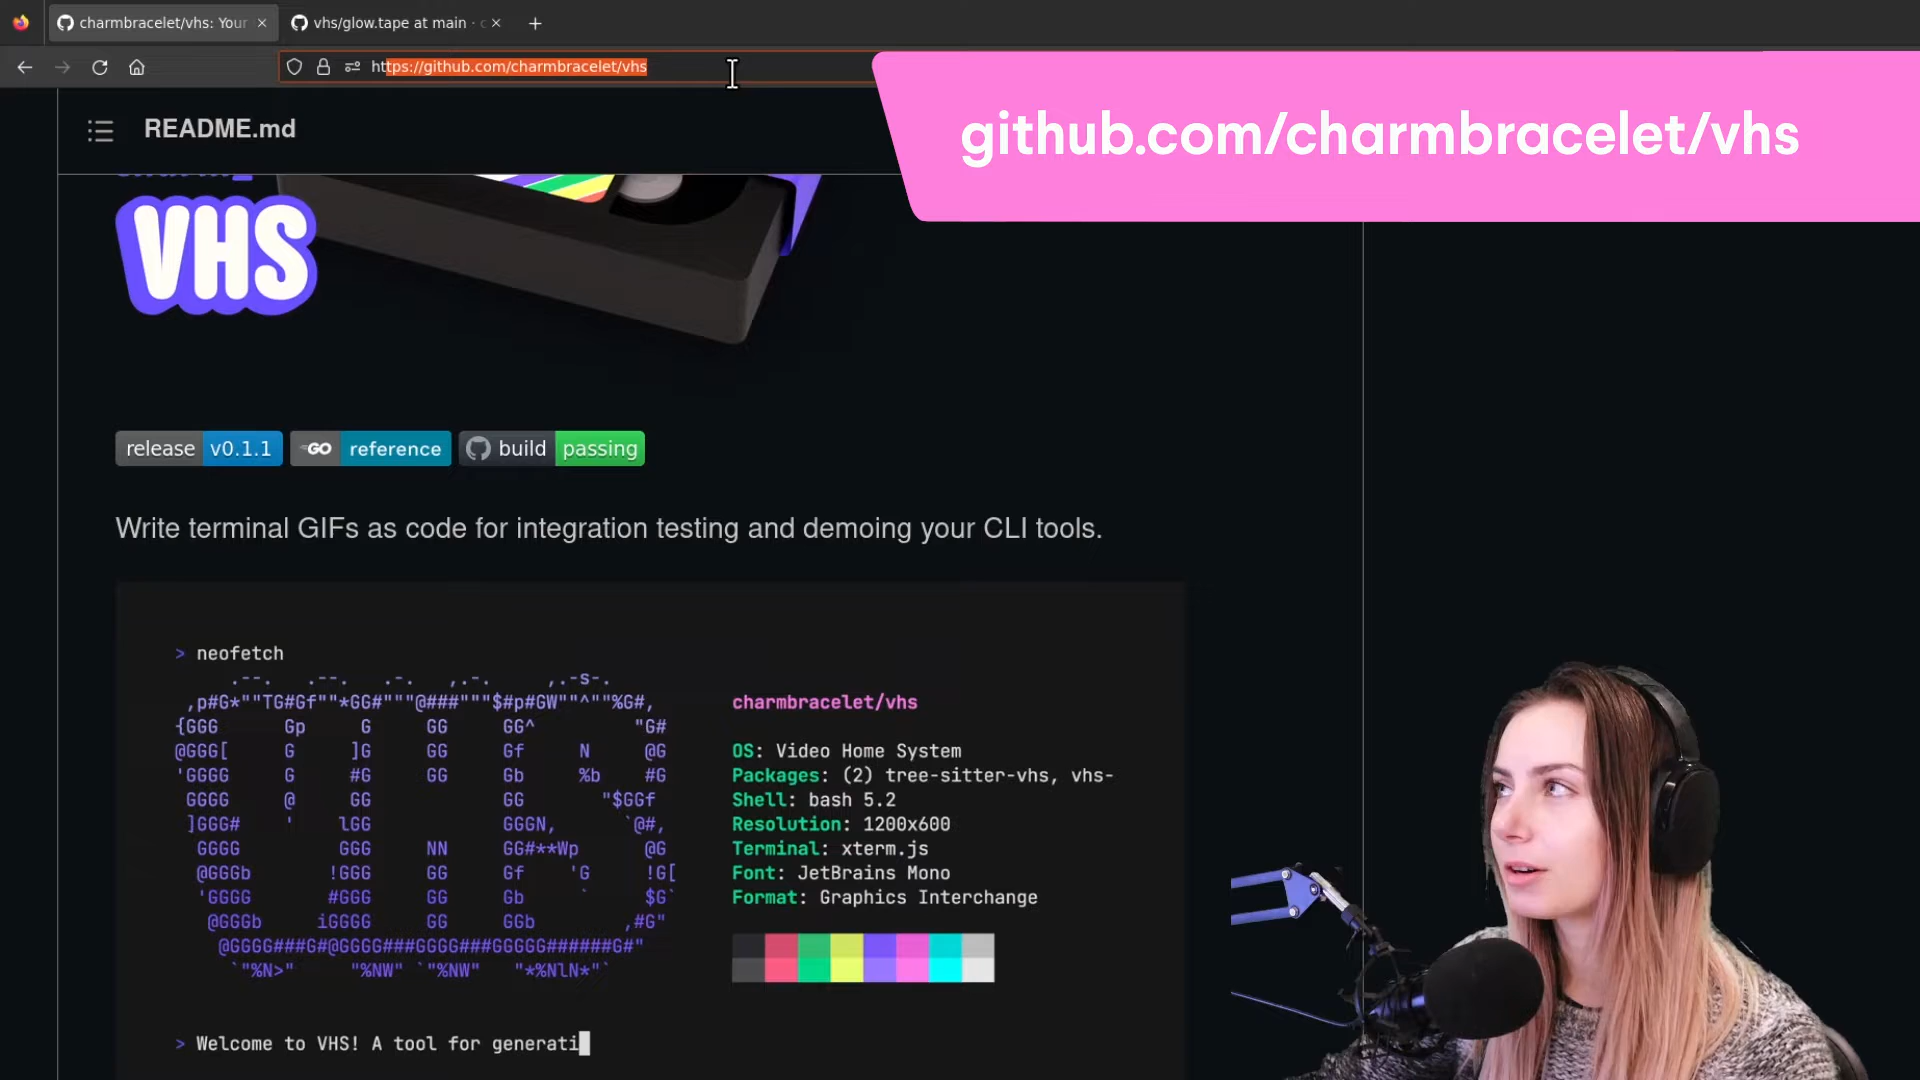 charmbracelet/vhs: Your
vhs/glow.tape at main · c
https://github.com/charmbracelet/vhs
github.com/charmbracelet/vhs
README.md
VHS
release v0.1.1
GO reference
build passing
Write terminal GIFs as code for integration testing and demoing your CLI tools.
> neofetch
charmbracelet/vhs
OS: Video Home System
Packages: (2) tree-sitter-vhs, vhs-
Shell: bash 5.2
Resolution: 1200x600
Terminal: xterm.js
Font: JetBrains Mono
Format: Graphics Interchange
> Welcome to VHS! A tool for generati